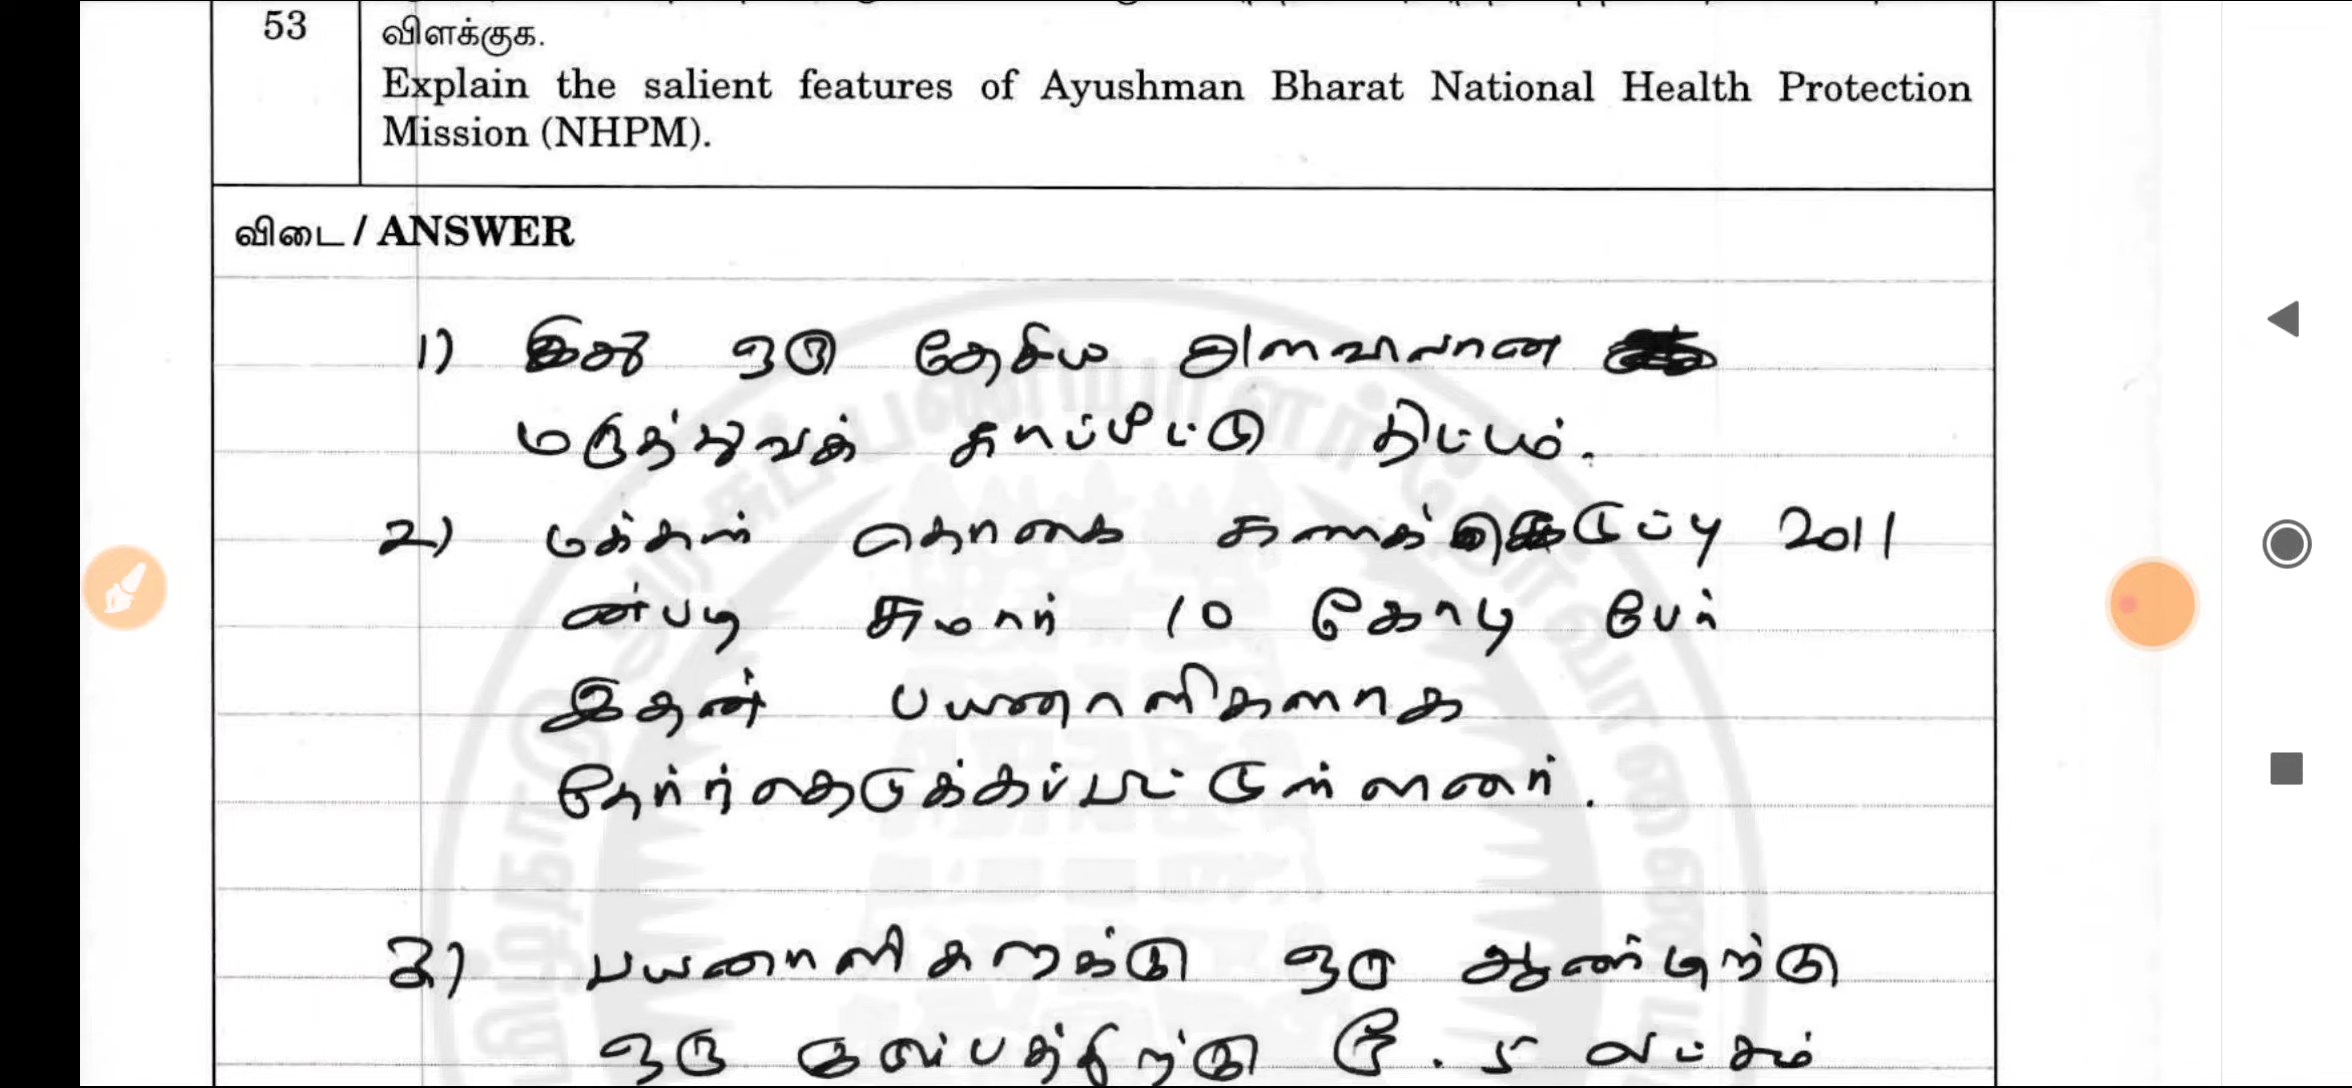 53
விளக்குக.
Explain the salient features of Ayushman Bharat National Health Protection
Mission (NHPM).
விடை / ANSWER
1) இது ஒரு தேசிய அளவிலான
மருத்துவக் காப்பீட்டு திட்டம்.
2) மக்கள் தொகை கணக்கெடுப்பு 2011
ன்படி சுமார் 10 கோடி பேர்
இதன் பயனாளிகளாக
தேர்ந்தெடுக்கப்பட்டுள்ளனர்.
3) பயனாளிகளுக்கு ஒரு ஆண்டிற்கு
ஒரு குடும்பத்திற்கு ரூ. 5 லட்சம்